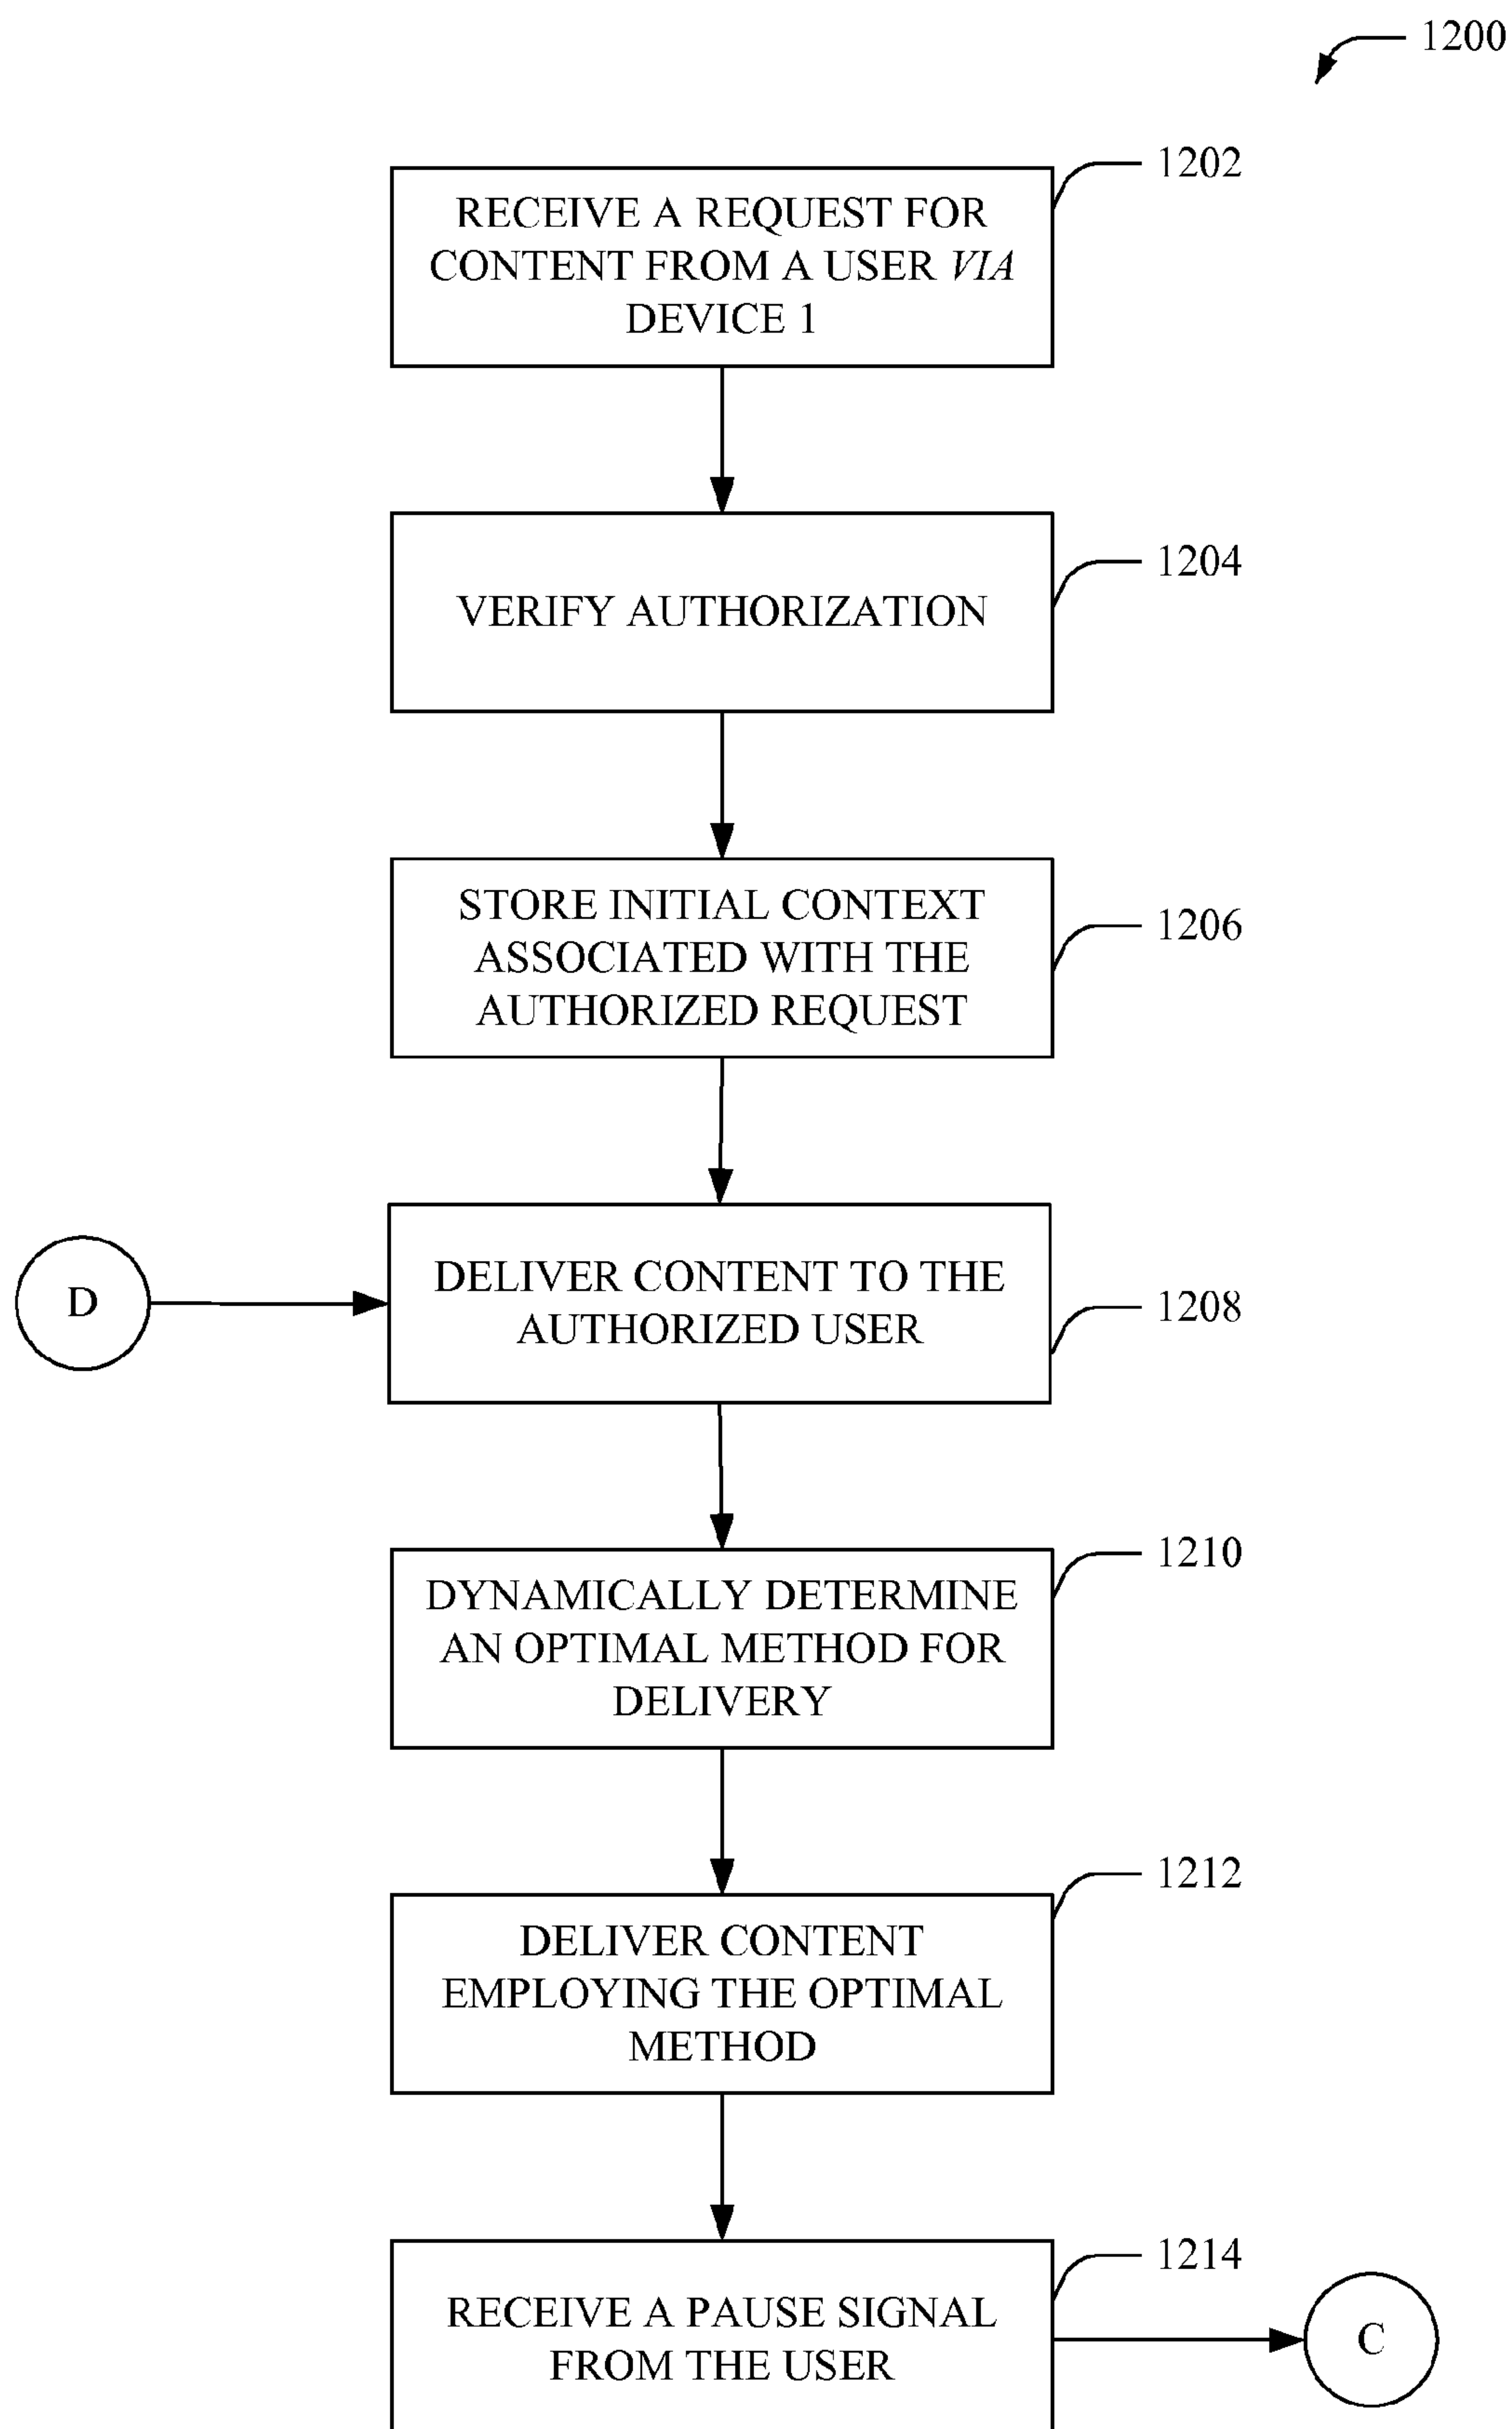 1200
1202
RECEIVE A REQUEST FOR
CONTENT FROM A USER VIA
DEVICE 1
1204
VERIFY AUTHORIZATION
1206
STORE INITIAL CONTEXT
ASSOCIATED WITH THE
AUTHORIZED REQUEST
D
DELIVER CONTENT TO THE
AUTHORIZED USER
1208
1210
DYNAMICALLY DETERMINE
AN OPTIMAL METHOD FOR
DELIVERY
1212
DELIVER CONTENT
EMPLOYING THE OPTIMAL
METHOD
1214
RECEIVE A PAUSE SIGNAL
FROM THE USER
C